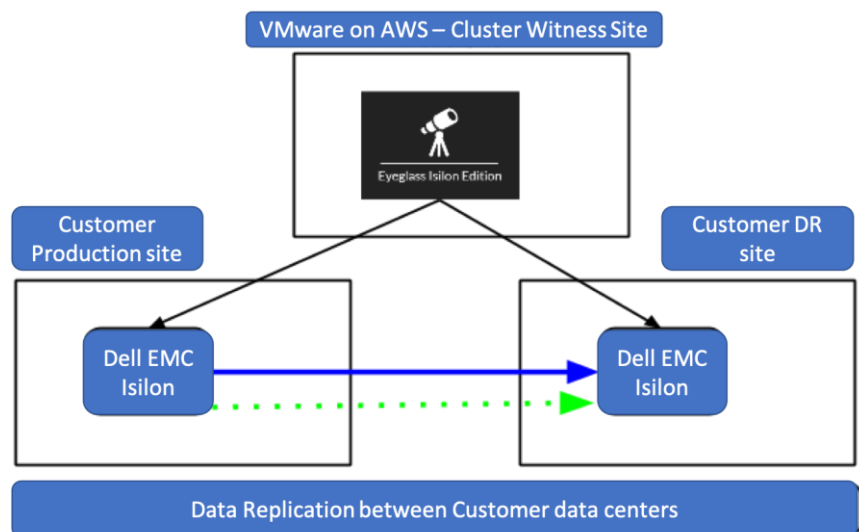 VMware on AWS – Cluster Witness Site
Eyeglass Isilon Edition
Customer
Production site
Customer DR
site
Dell EMC
Isilon
Dell EMC
Isilon
Data Replication between Customer data centers